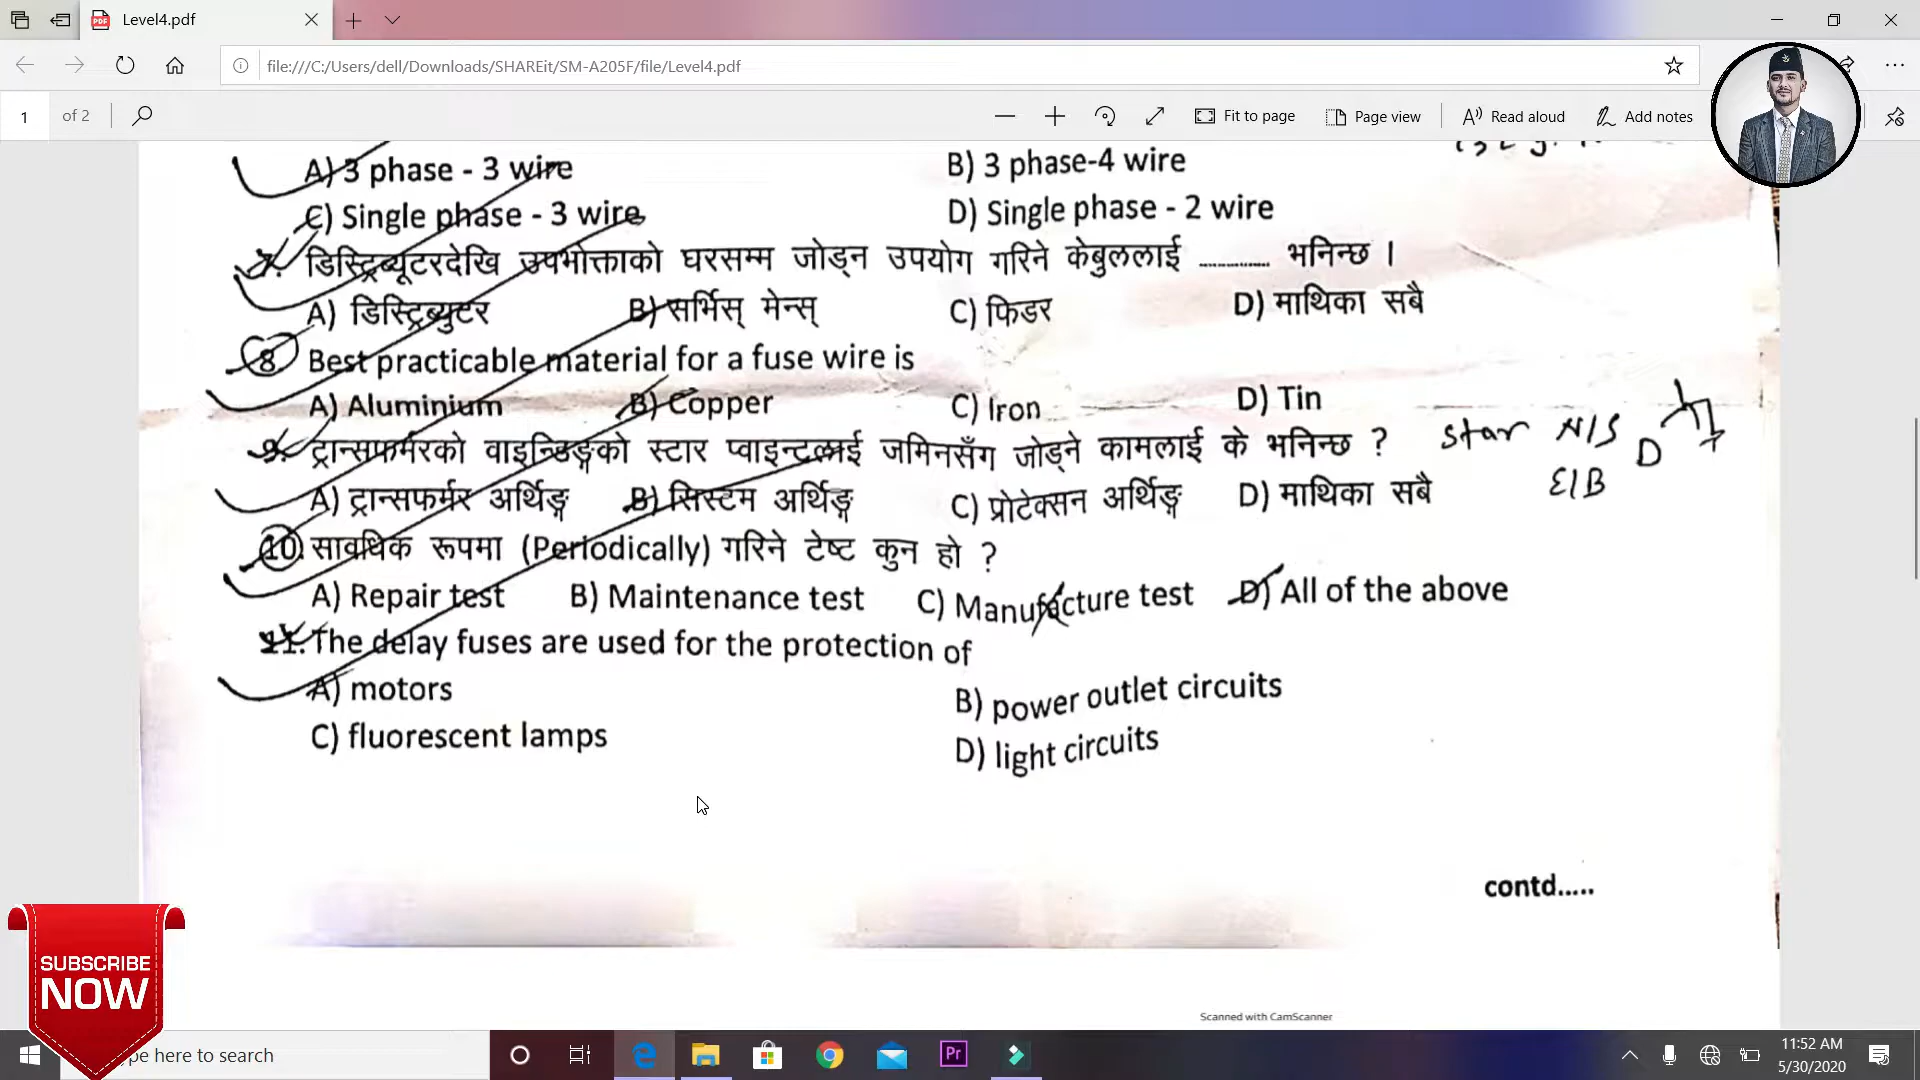 Level4.pdf
file:///C:/Users/dell/Downloads/SHAREit/SM-A205F/file/Level4.pdf
1 of 2 Fit to page Page view Read aloud Add notes
A) 3 phase - 3 wire B) 3 phase-4 wire
C) Single phase - 3 wire D) Single phase - 2 wire
7. डिस्ट्रिब्यूटरदेखि उपभोक्ताको घरसम्म जोड्न उपयोग गरिने केबुललाई ............ भनिन्छ ।
A) डिस्ट्रिब्युटर B) सर्भिस् मेन्स् C) फिडर D) माथिका सबै
8. Best practicable material for a fuse wire is
A) Aluminium B) Copper C) Iron D) Tin
9. ट्रान्सफर्मरको वाइन्डिङ्गको स्टार प्वाइन्टलाई जमिनसँग जोड्ने कामलाई के भनिन्छ ? Star N/S
D
A) ट्रान्सफर्मर अर्थिङ्ग B) सिस्टम अर्थिङ्ग C) प्रोटेक्सन अर्थिङ्ग D) माथिका सबै E/B
10. सावधिक रूपमा (Periodically) गरिने टेष्ट कुन हो ?
A) Repair test B) Maintenance test C) Manufacture test D) All of the above
11. The delay fuses are used for the protection of
A) motors B) power outlet circuits
C) fluorescent lamps D) light circuits
contd.....
SUBSCRIBE
NOW
Scanned with CamScanner
pe here to search
11:52 AM
5/30/2020